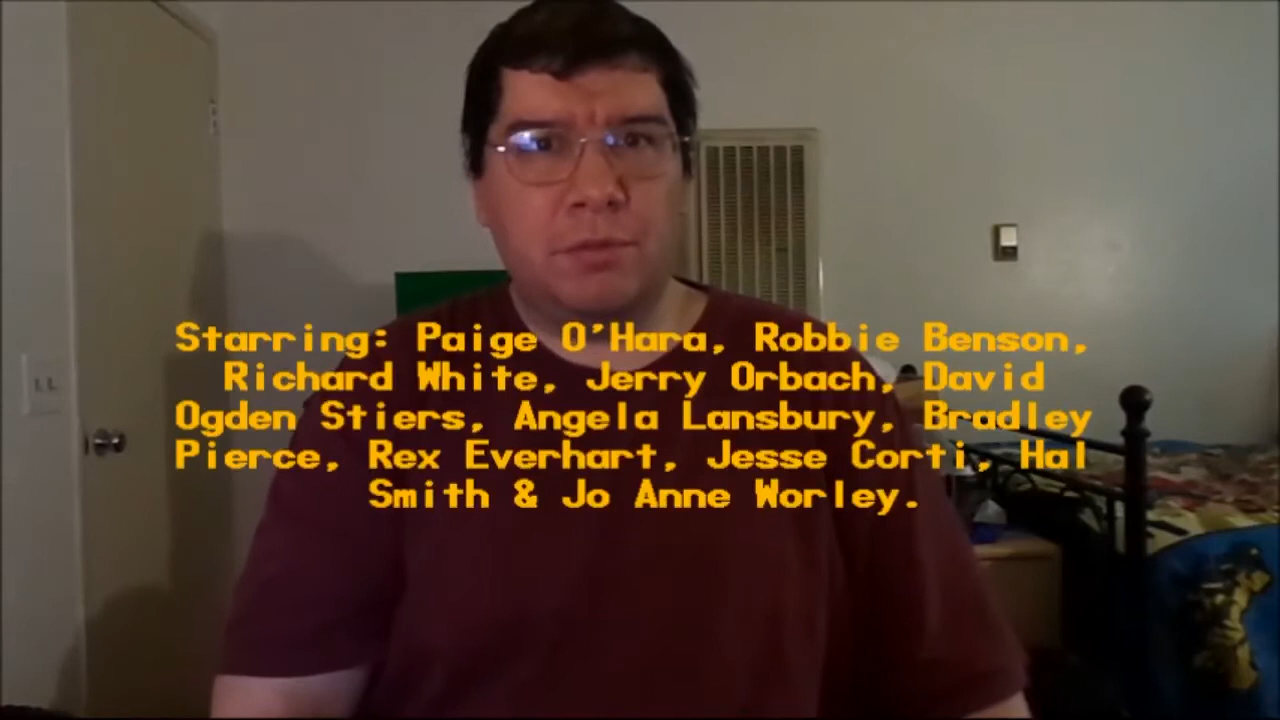 Starring: Paige O'Hara, Robbie Benson,
Richard White, Jerry Orbach, David
Ogden Stiers, Angela Lansbury, Bradley
Pierce, Rex Everhart, Jesse Corti, Hal
Smith & Jo Anne Worley.